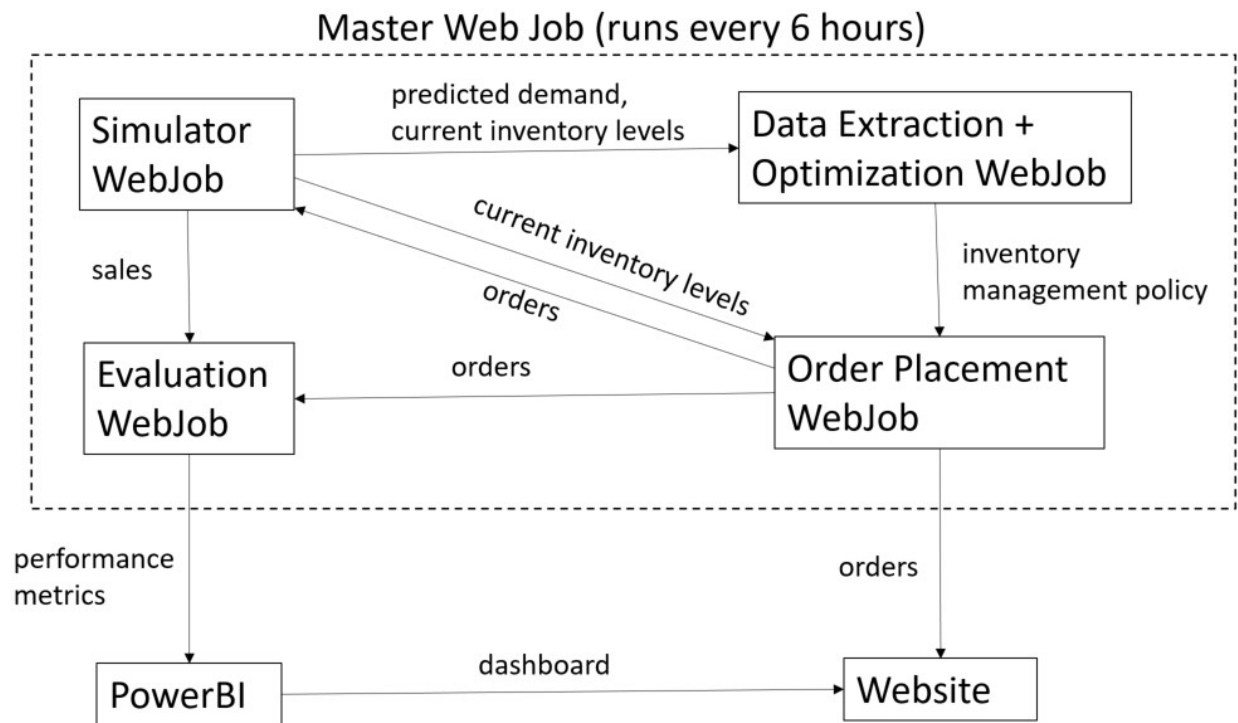 Master Web Job (runs every 6 hours)
Simulator
WebJob
predicted demand,
current inventory levels
Data Extraction +
Optimization WebJob
current inventory levels
orders
sales
inventory
management policy
Evaluation
WebJob
orders
Order Placement
WebJob
performance
metrics
orders
PowerBI
dashboard
Website